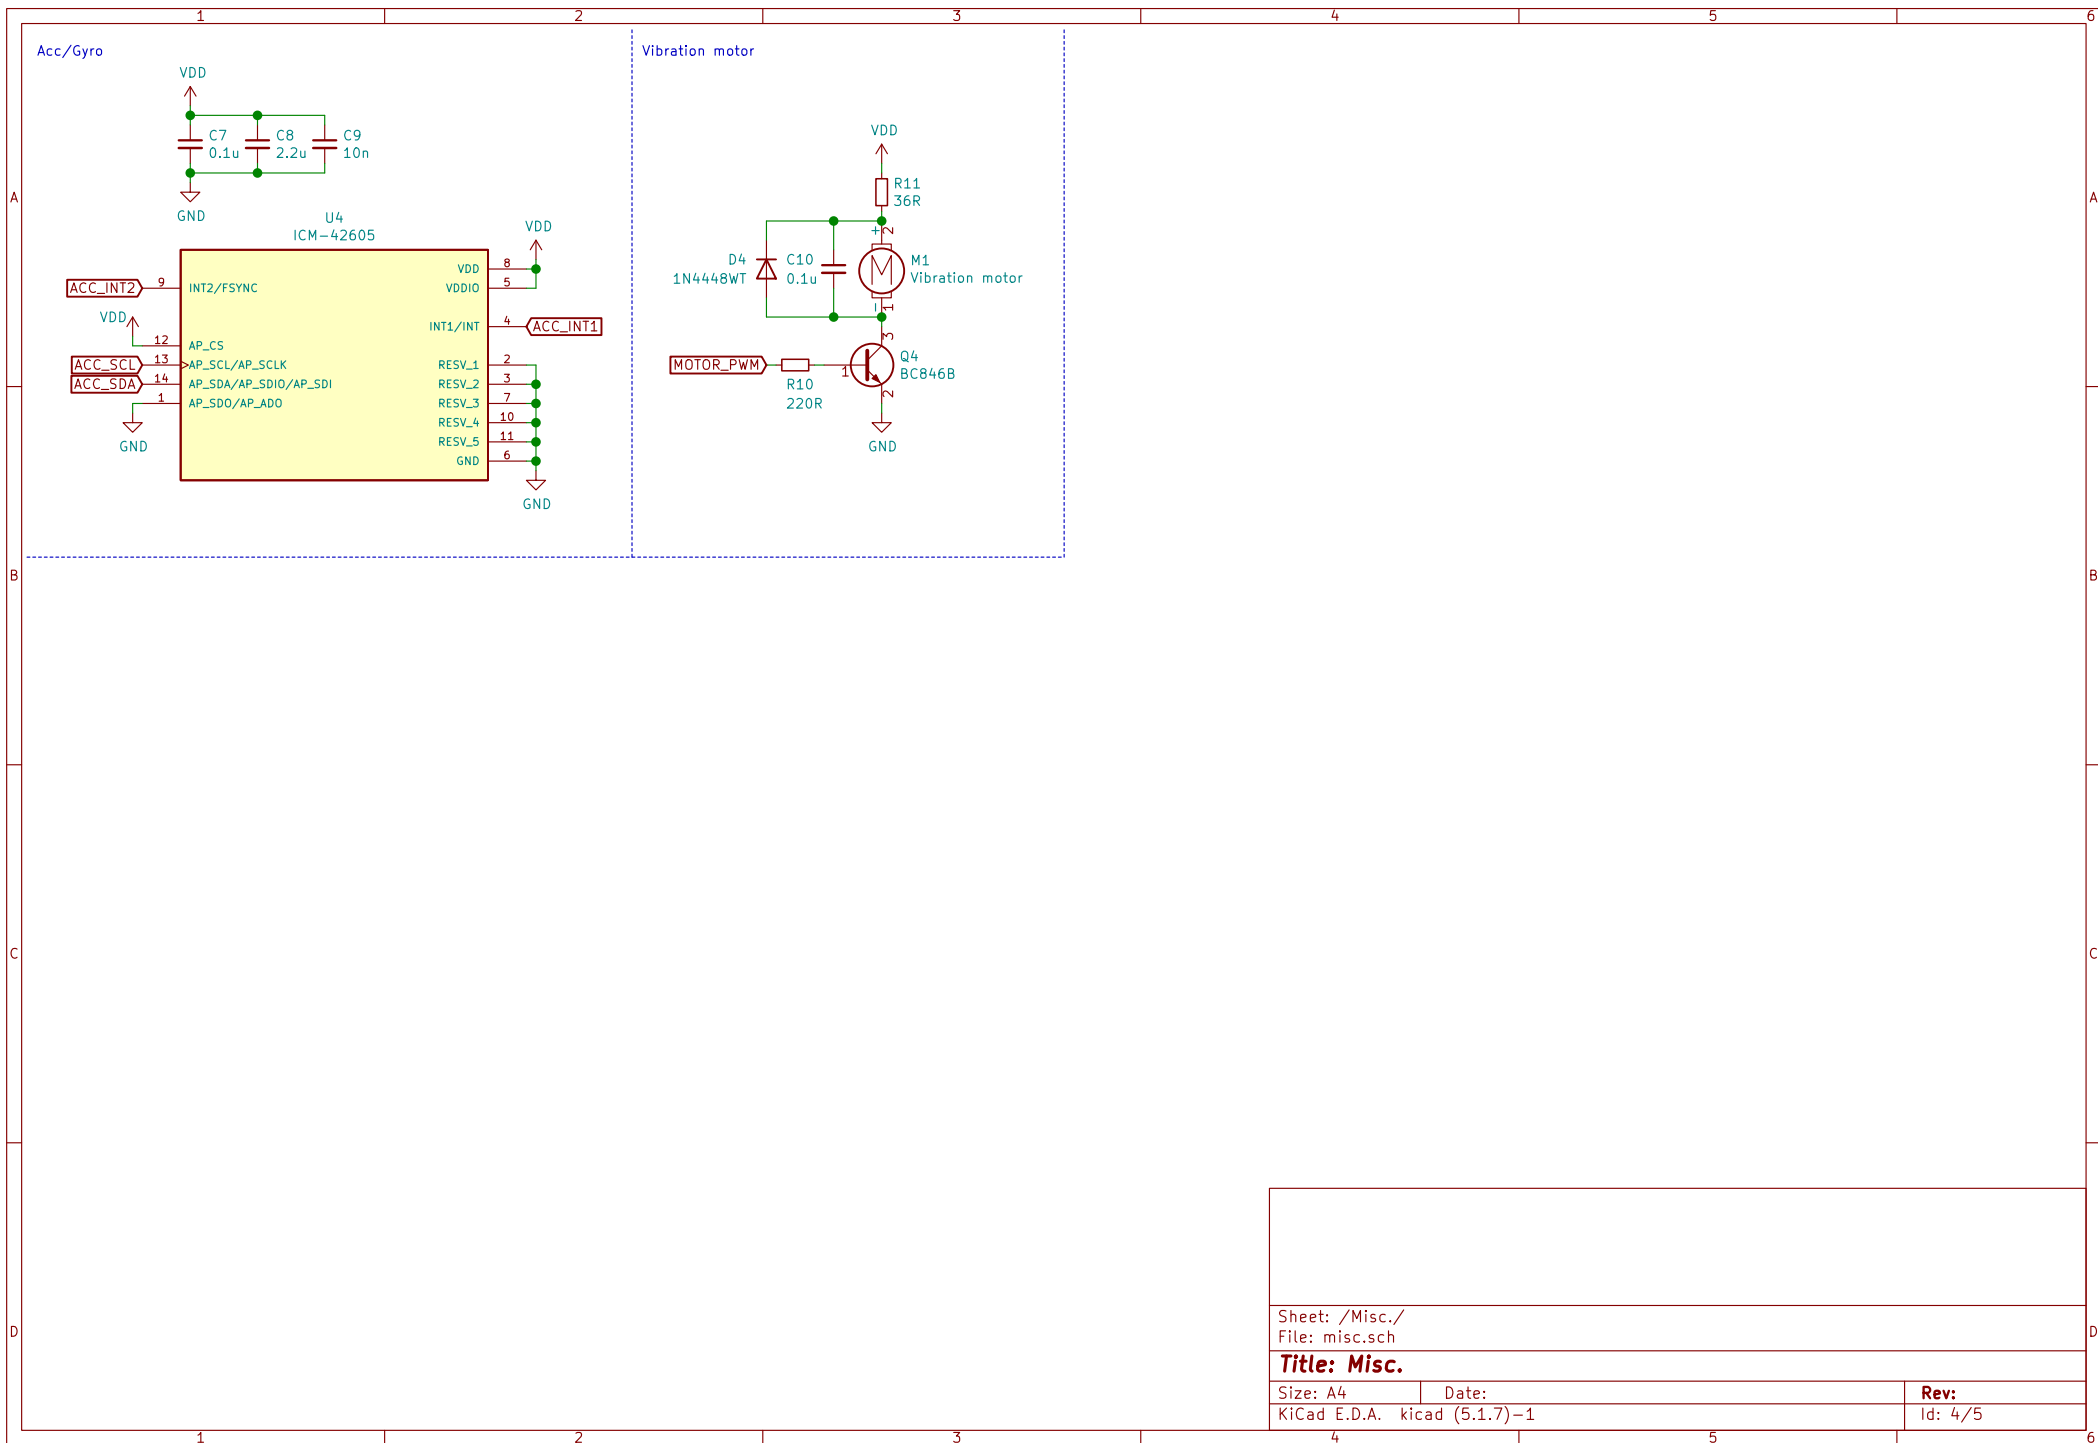 1 2 3 4 5 6
Acc/Gyro
VDD
C7
0.1u
C8
2.2u
C9
10n
GND
U4
ICM-42605
VDD
ACC_INT2 9 INT2/FSYNC
VDD
12 AP_CS
ACC_SCL 13 AP_SCL/AP_SCLK
ACC_SDA 14 AP_SDA/AP_SDIO/AP_SDI
1 AP_SDO/AP_AD0
GND
VDD 8
VDDIO 5
INT1/INT 4 ACC_INT1
RESV_1 2
RESV_2 3
RESV_3 7
RESV_4 10
RESV_5 11
GND 6
GND
Vibration motor
VDD
R11
36R
+ 2
D4
1N4448WT
C10
0.1u
M
M1
Vibration motor
- 1
3
MOTOR_PWM
R10
220R
1
Q4
BC846B
2
GND
A A
B B
C C
D D
Sheet: /Misc./
File: misc.sch
Title: Misc.
Size: A4 Date: Rev:
KiCad E.D.A. kicad (5.1.7)-1 Id: 4/5
1 2 3 4 5 6